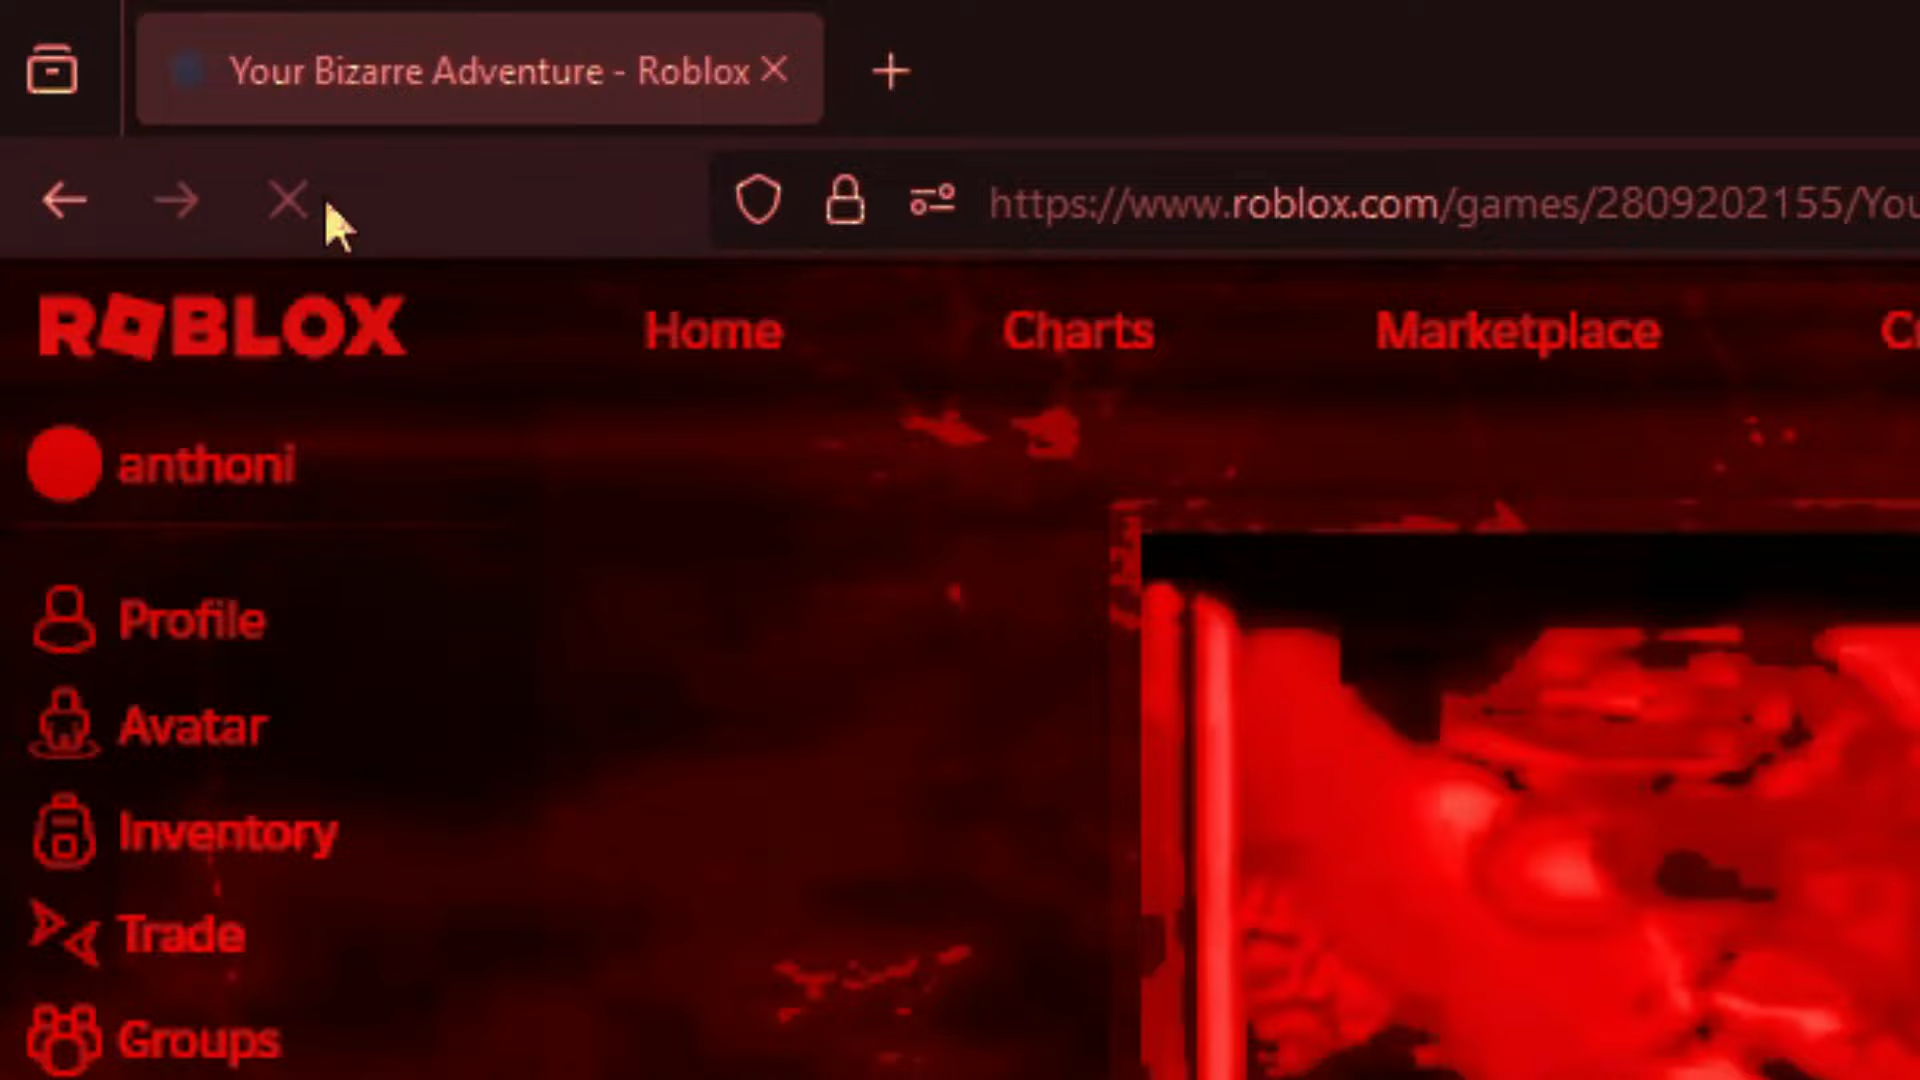 Your Bizarre Adventure - Roblox
https://www.roblox.com/games/2809202155/You
ROBLOX Home Charts Marketplace
anthoni
Profile
Avatar
Inventory
Trade
Groups